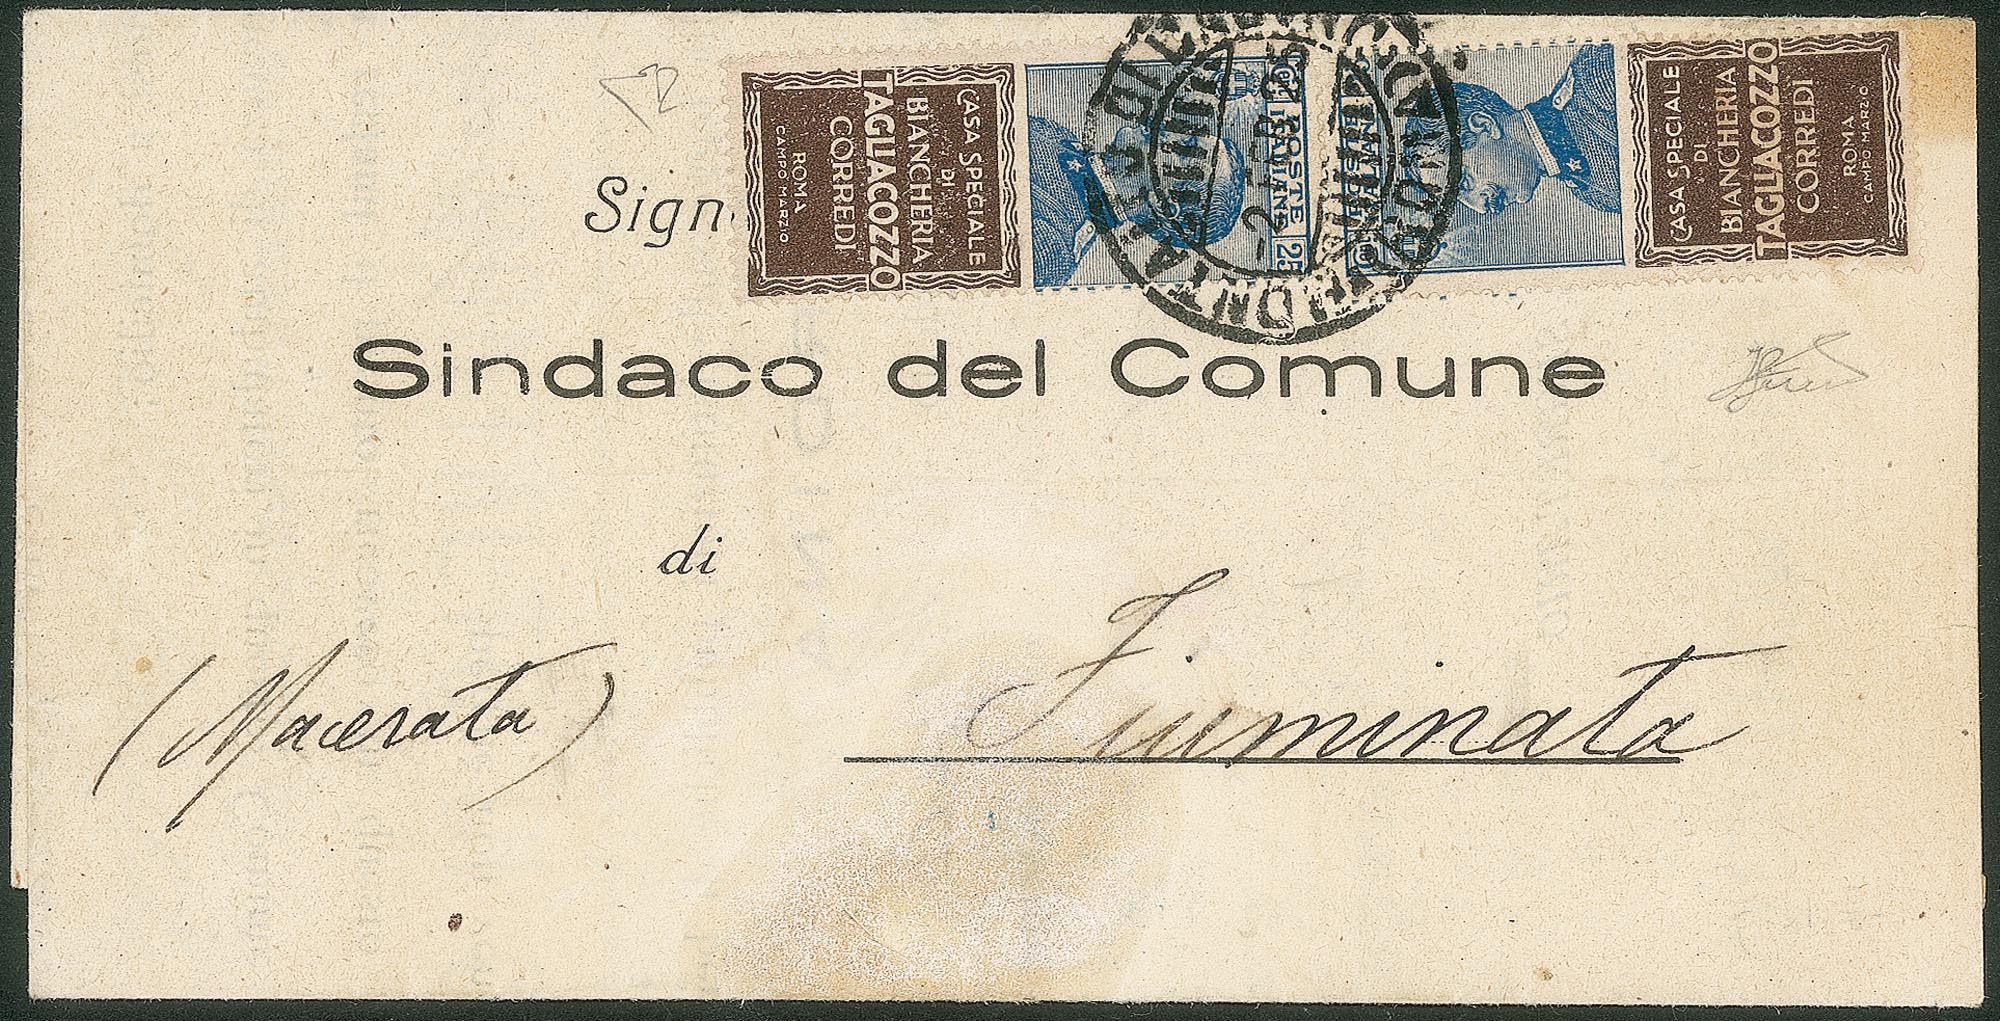 CASA SPECIALE
DI
BIANCHERIA
TAGLIACOZZO
CORREDI
ROMA
CAMPO MARZIO
POSTE
ITALIANE
25
CASA SPECIALE
DI
BIANCHERIA
TAGLIACOZZO
CORREDI
ROMA
CAMPO MARZIO
Sign
Sindaco del Comune
di
Fiuminata
(Macerata)